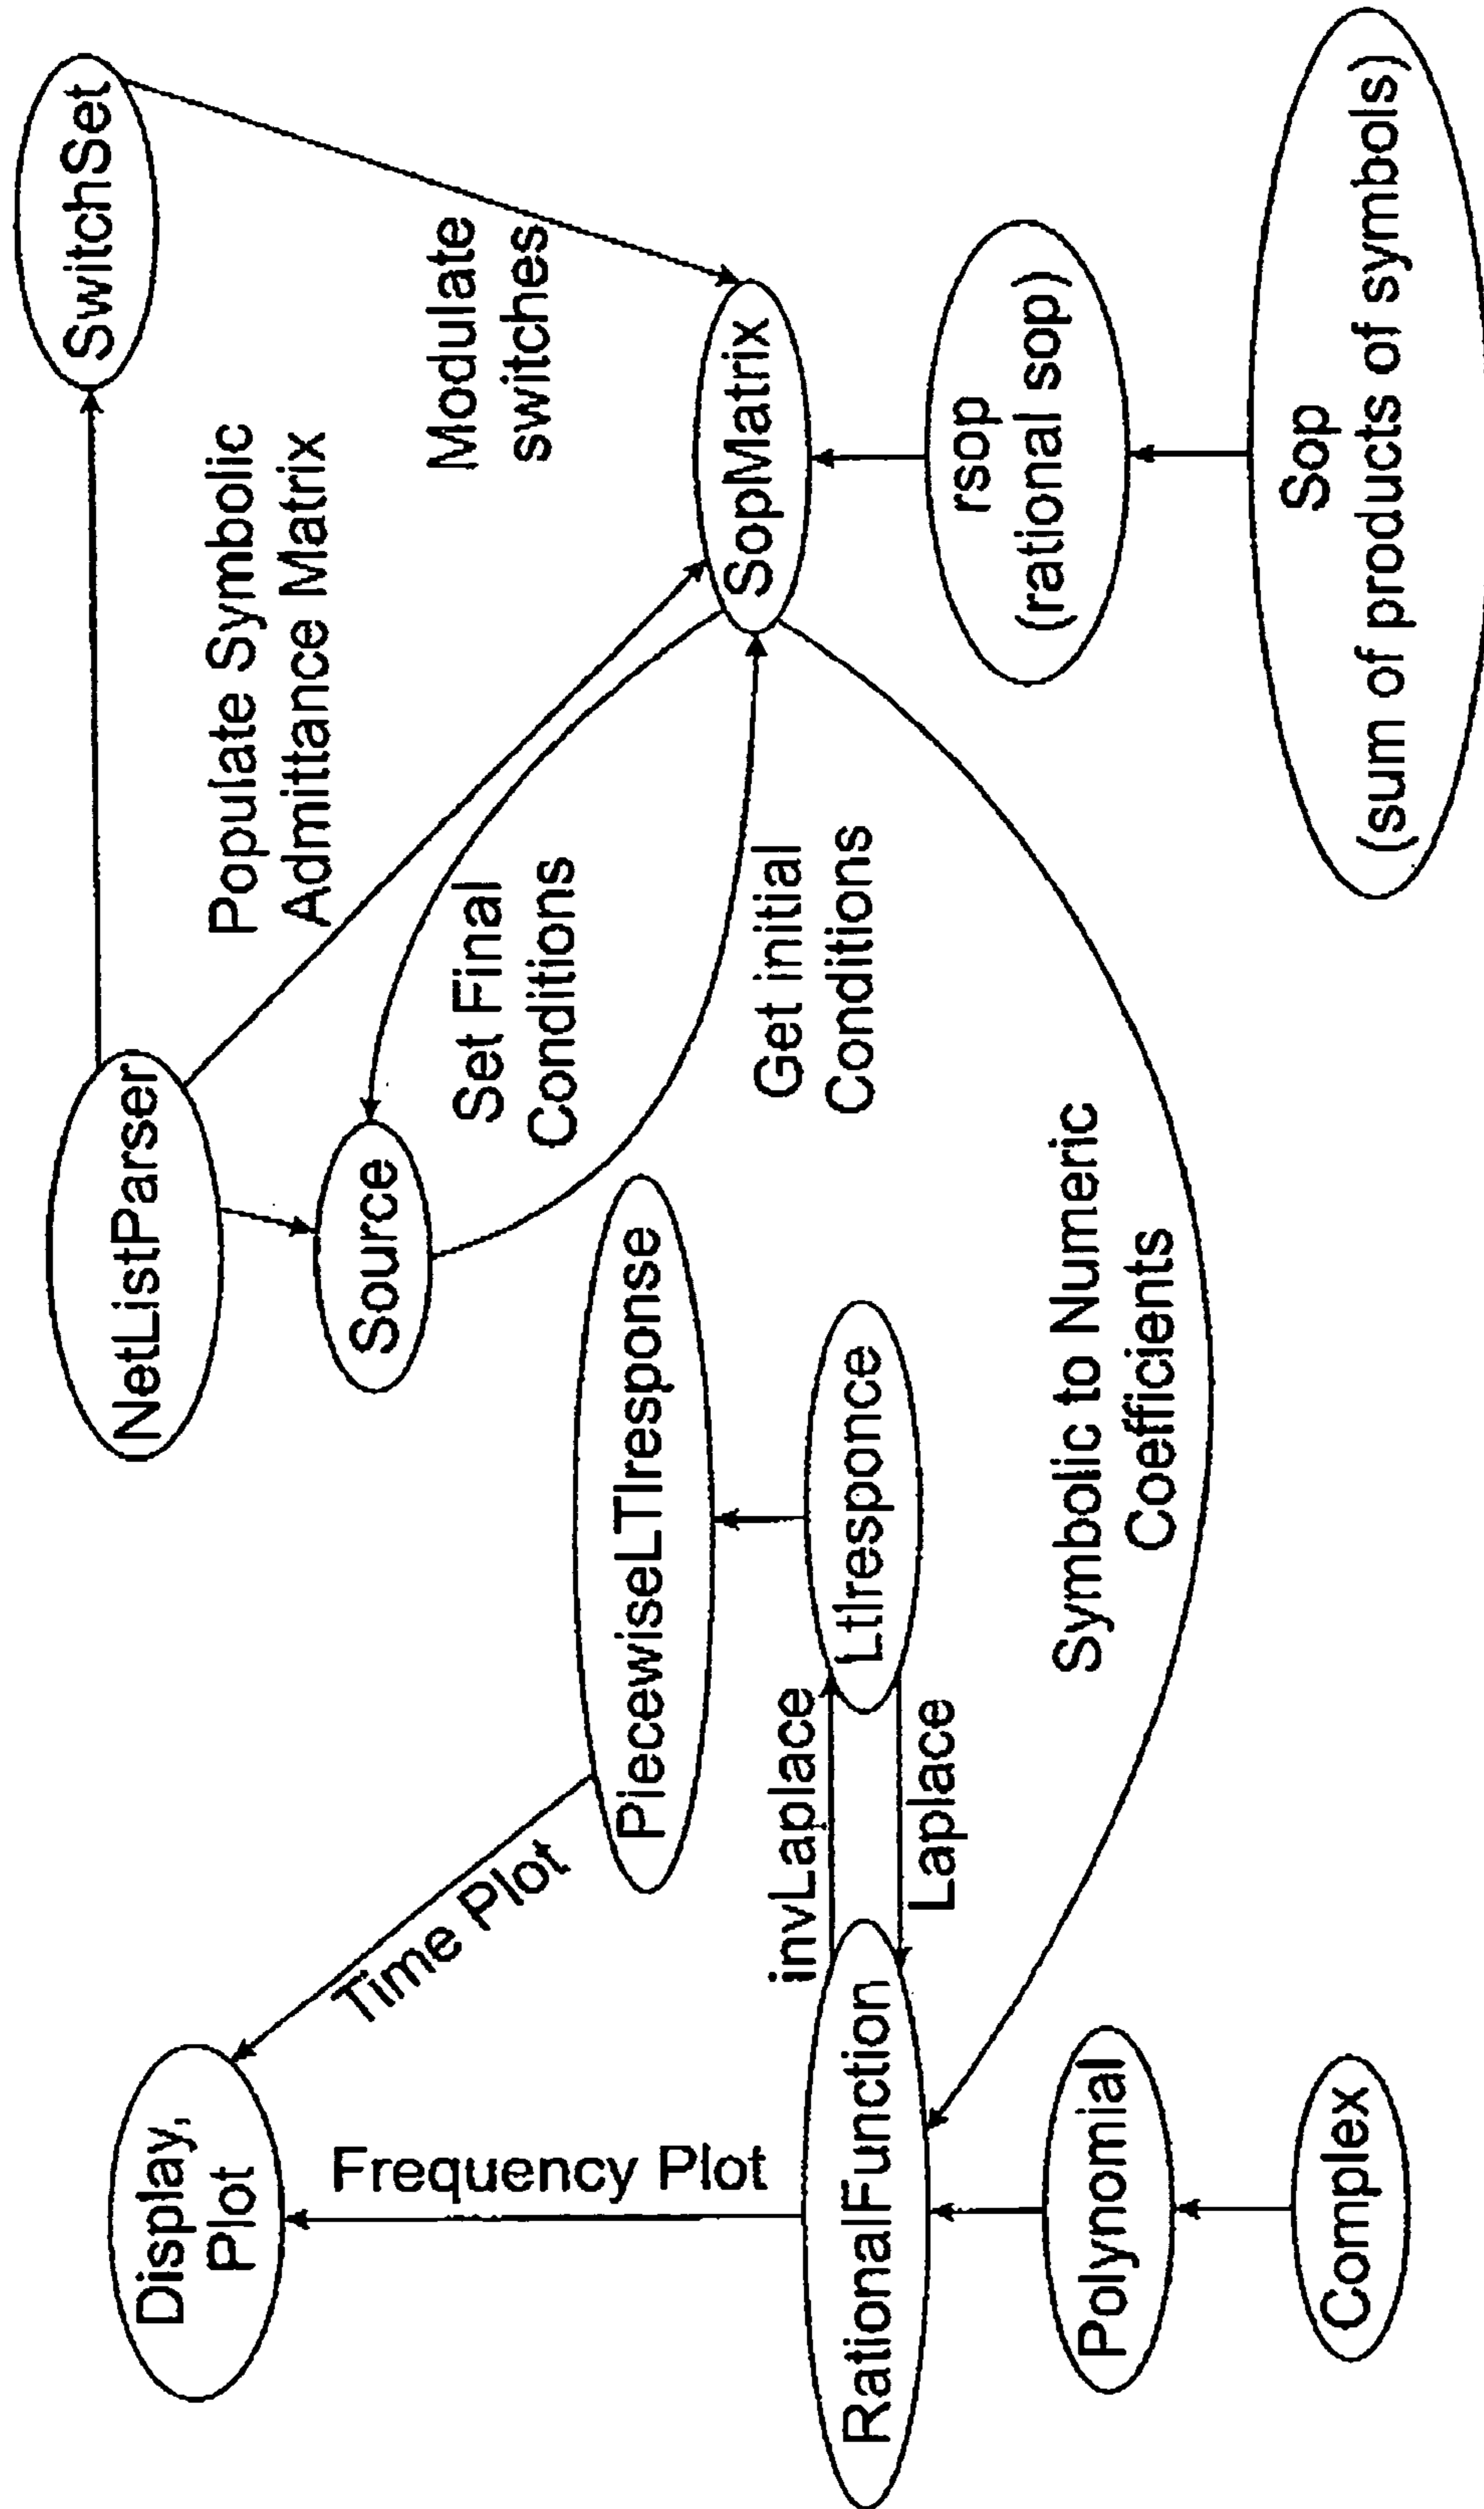 NetListParser
SwitchSet
Display,
Plot
Populate Symbolic
Admittance Matrix
Source
Time Plot
Frequency Plot
Set Final
Conditions
Modulate
switches
PiecewiseLTIresponse
SopMatrix
Get initial
Conditions
invLaplace
RationalFunction
LtIresponce
Laplace
rsop
(rational sop)
Symbolic to Numeric
Coefficients
Polynomial
Complex
Sop
(sum of products of symbols)